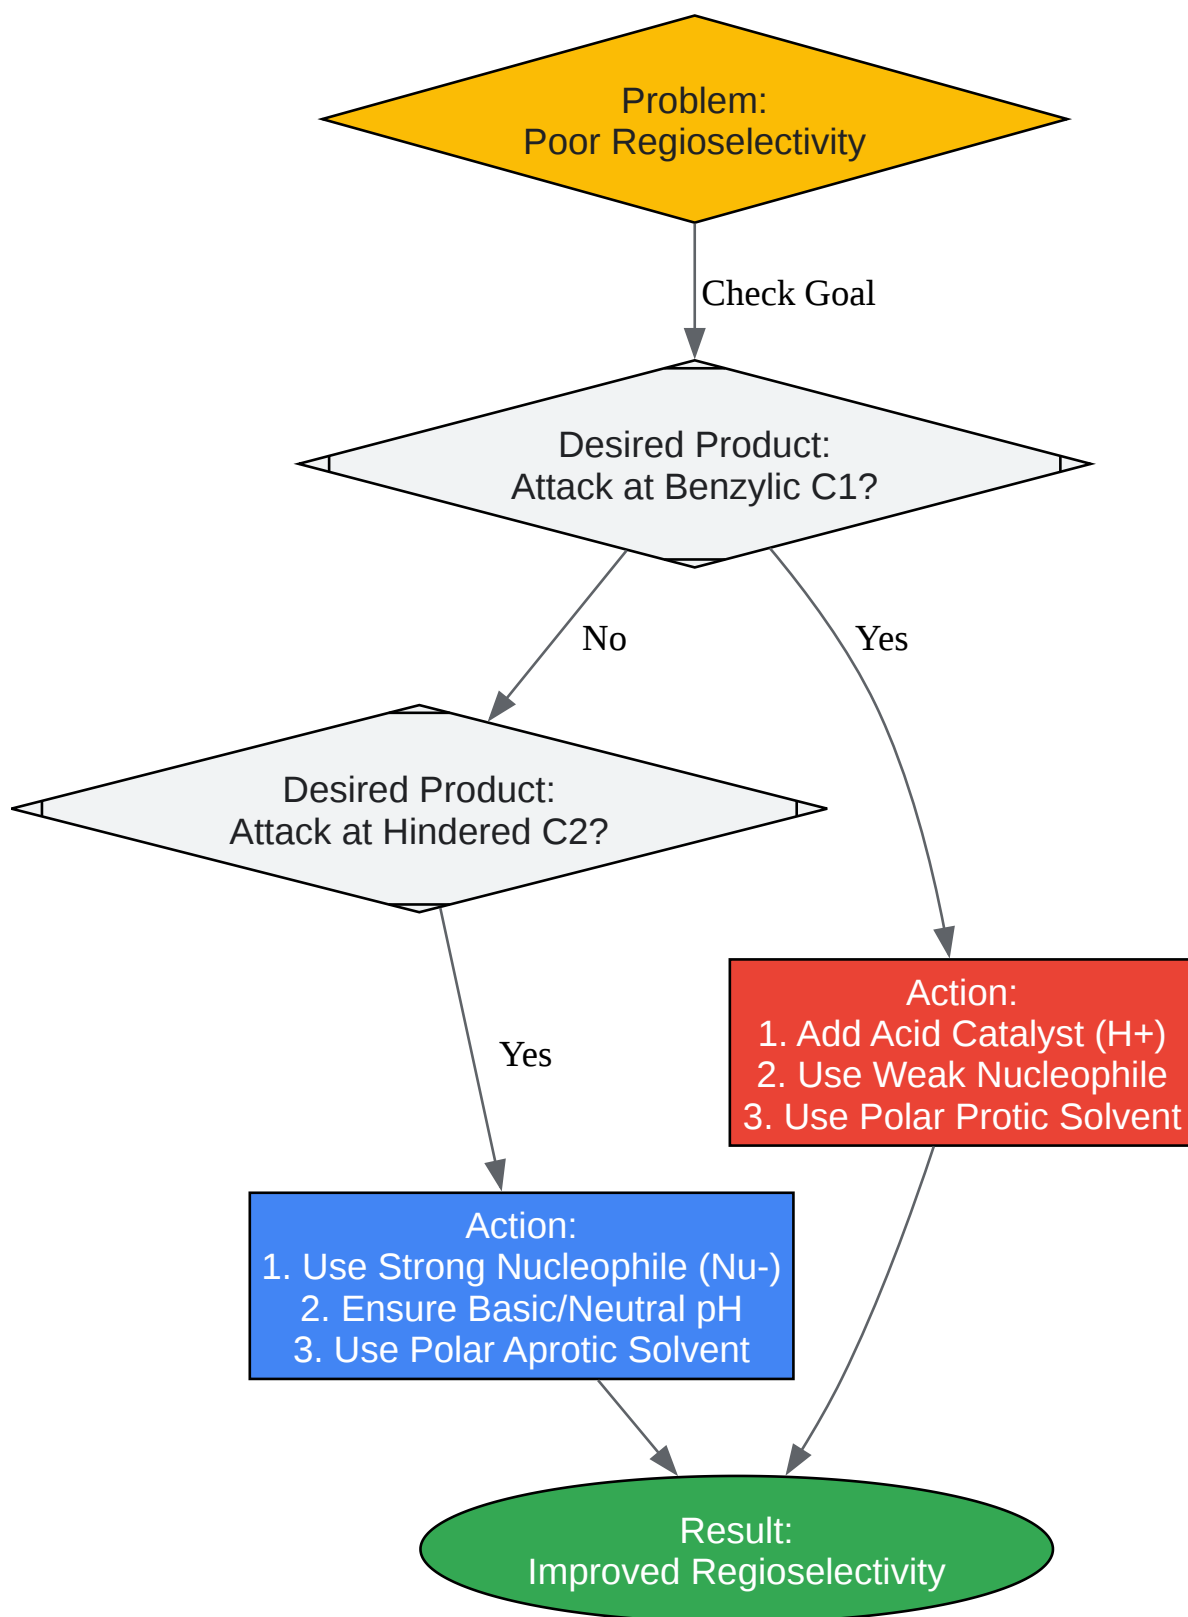 Problem:
Poor Regioselectivity
Check Goal
Desired Product:
Attack at Benzylic C1?
No
Yes
Desired Product:
Attack at Hindered C2?
Action:
1. Add Acid Catalyst (H+)
2. Use Weak Nucleophile
3. Use Polar Protic Solvent
Yes
Action:
1. Use Strong Nucleophile (Nu-)
2. Ensure Basic/Neutral pH
3. Use Polar Aprotic Solvent
Result:
Improved Regioselectivity